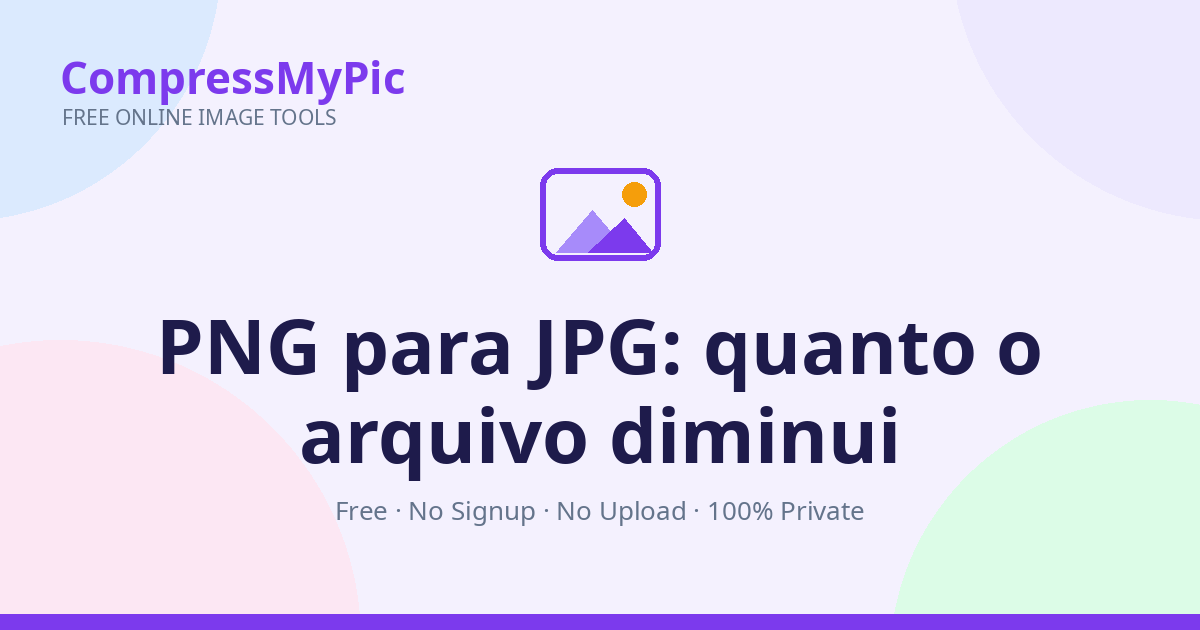 CompressMyPic
FREE ONLINE IMAGE TOOLS
PNG para JPG: quanto o
arquivo diminui
Free · No Signup · No Upload · 100% Private